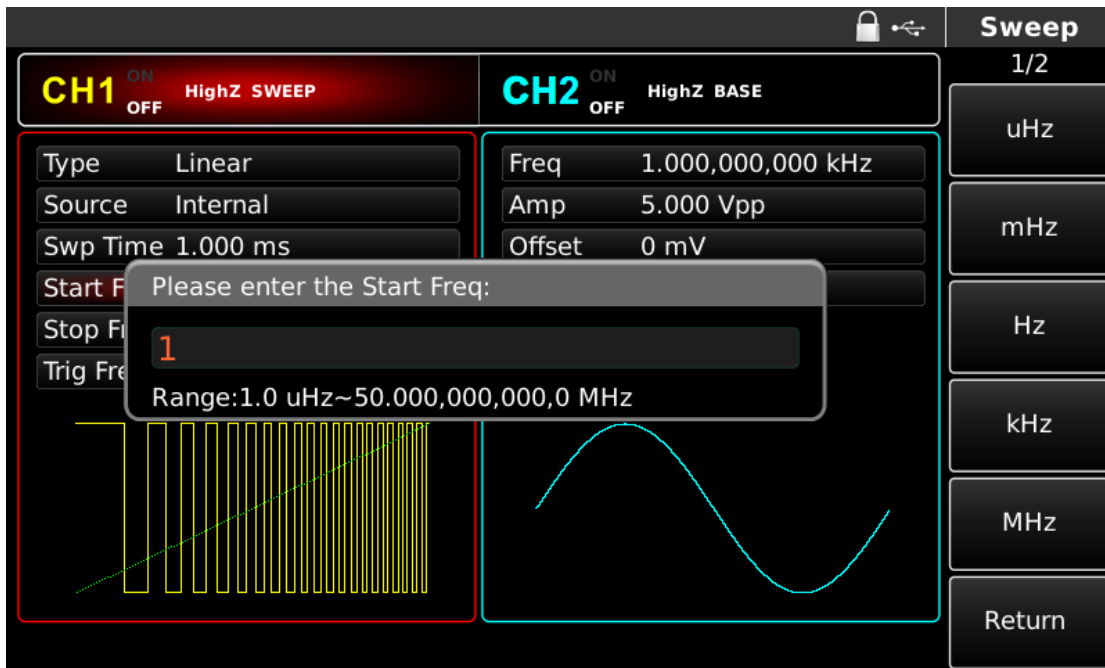 Sweep
1/2
CH1 ON OFF HighZ SWEEP
CH2 ON OFF HighZ BASE
Type Linear
Source Internal
Swp Time 1.000 ms
Start F
Stop Fr
Trig Fre
Freq 1.000,000,000 kHz
Amp 5.000 Vpp
Offset 0 mV
Please enter the Start Freq:
1
Range:1.0 uHz~50.000,000,000,0 MHz
uHz
mHz
Hz
kHz
MHz
Return